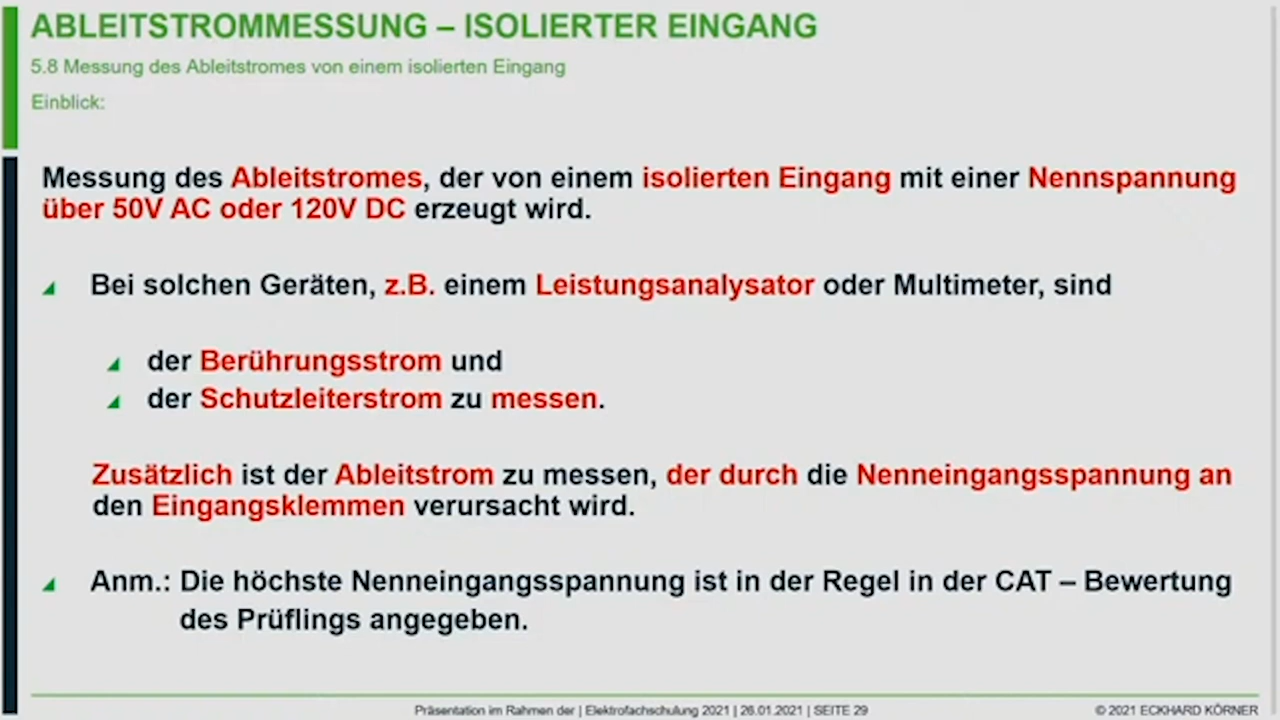 ABLEITSTROMMESSUNG – ISOLIERTER EINGANG
5.8 Messung des Ableitstromes von einem isolierten Eingang
Einblick:
Messung des Ableitstromes, der von einem isolierten Eingang mit einer Nennspannung
über 50V AC oder 120V DC erzeugt wird.
Bei solchen Geräten, z.B. einem Leistungsanalysator oder Multimeter, sind
der Berührungsstrom und
der Schutzleiterstrom zu messen.
Zusätzlich ist der Ableitstrom zu messen, der durch die Nenneingangsspannung an
den Eingangsklemmen verursacht wird.
Anm.: Die höchste Nenneingangsspannung ist in der Regel in der CAT – Bewertung
des Prüflings angegeben.
Präsentation im Rahmen der | Elektrofachschulung 2021 | 26.01.2021 | SEITE 29
© 2021 ECKHARD KÖRNER